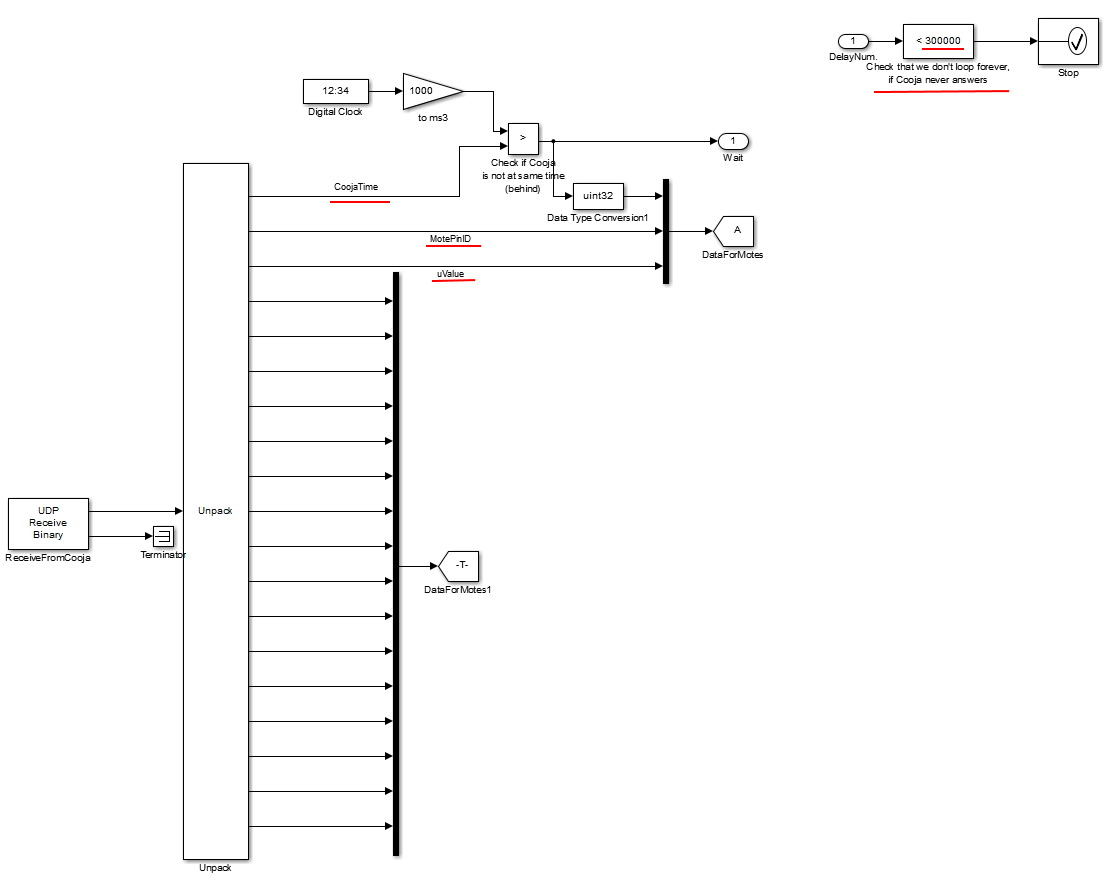 1
DelayNum.
< 300000
Check that we don't loop forever,
if Cooja never answers
Stop
12:34
Digital Clock
1000
to ms3
>
Check if Cooja
is not at same time
(behind)
1
Wait
CoojaTime
uint32
Data Type Conversion1
MotePinID
A
DataForMotes
uValue
UDP
Receive
Binary
ReceiveFromCooja
Terminator
Unpack
-T-
DataForMotes1
Unpack